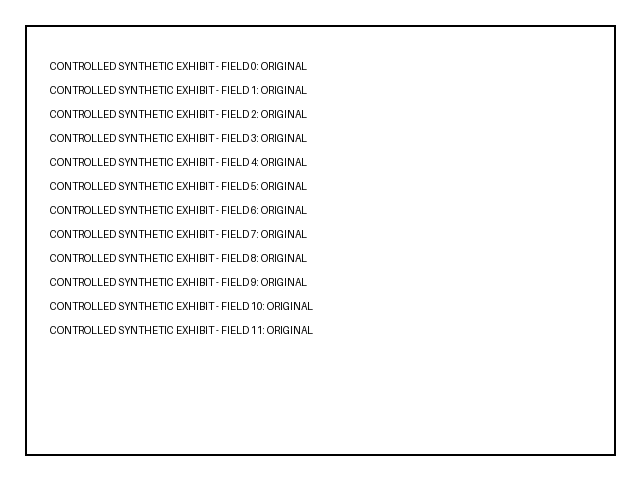 CONTROLLED SYNTHETIC EXHIBIT - FIELD 0: ORIGINAL
CONTROLLED SYNTHETIC EXHIBIT - FIELD 1: ORIGINAL
CONTROLLED SYNTHETIC EXHIBIT - FIELD 2: ORIGINAL
CONTROLLED SYNTHETIC EXHIBIT - FIELD 3: ORIGINAL
CONTROLLED SYNTHETIC EXHIBIT - FIELD 4: ORIGINAL
CONTROLLED SYNTHETIC EXHIBIT - FIELD 5: ORIGINAL
CONTROLLED SYNTHETIC EXHIBIT - FIELD 6: ORIGINAL
CONTROLLED SYNTHETIC EXHIBIT - FIELD 7: ORIGINAL
CONTROLLED SYNTHETIC EXHIBIT - FIELD 8: ORIGINAL
CONTROLLED SYNTHETIC EXHIBIT - FIELD 9: ORIGINAL
CONTROLLED SYNTHETIC EXHIBIT - FIELD 10: ORIGINAL
CONTROLLED SYNTHETIC EXHIBIT - FIELD 11: ORIGINAL